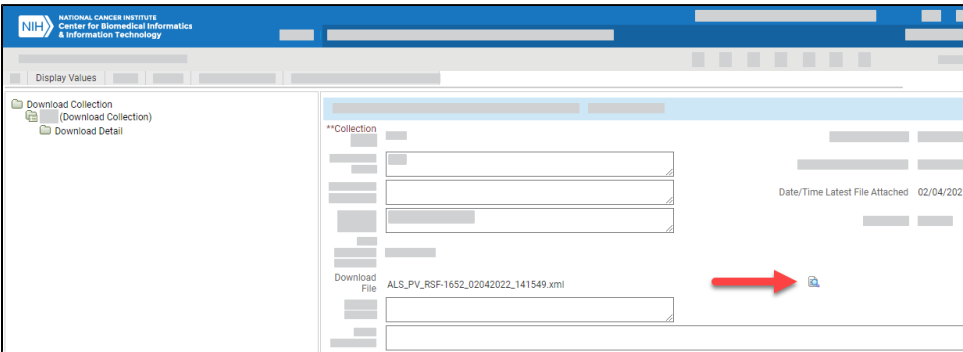 NIH
NATIONAL CANCER INSTITUTE
Center for Biomedical Informatics
& Information Technology
Display Values
Download Collection
(Download Collection)
Download Detail
**Collection
Date/Time Latest File Attached 02/04/202
Download
File
ALS_PV_RSF-1652_02042022_141549.xml